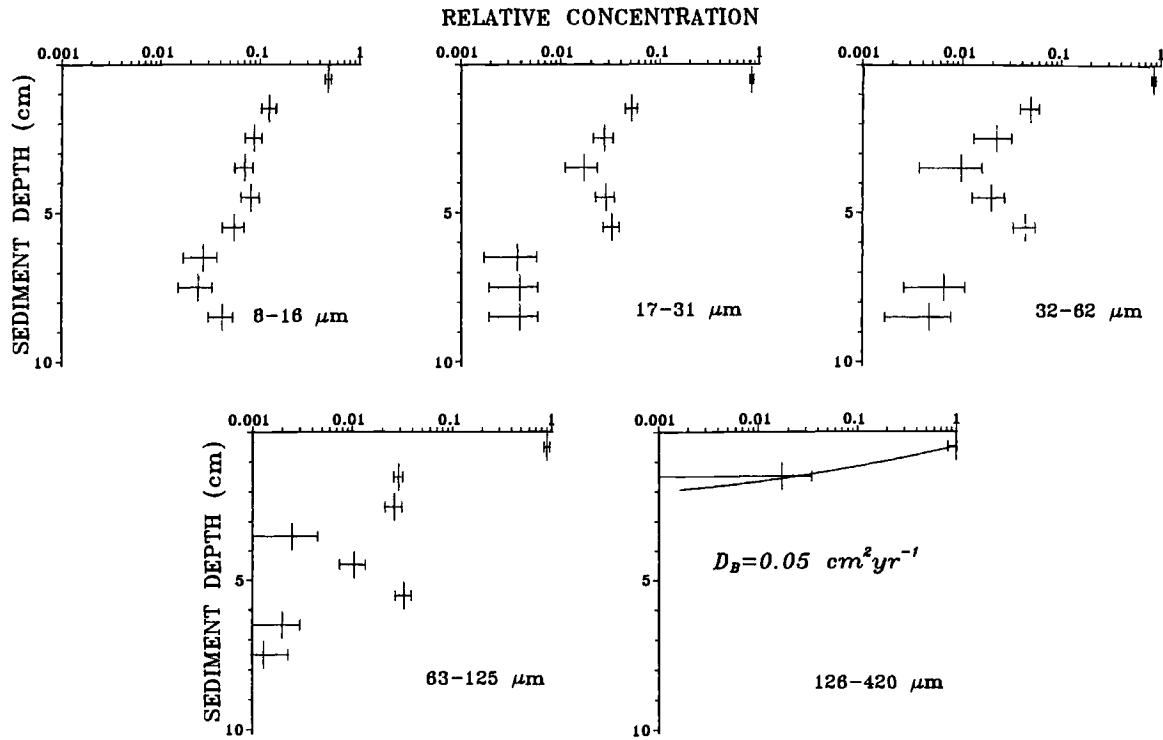 RELATIVE CONCENTRATION
0.001 0.01 0.1 1
0.001 0.01 0.1 1
0.001 0.01 0.1 1
SEDIMENT DEPTH (cm)
5
5
5
8-16 μm
17-31 μm
32-62 μm
10
10
10
0.001 0.01 0.1 1
0.001 0.01 0.1 1
SEDIMENT DEPTH (cm)
D_B=0.05 cm²yr⁻¹
5
5
63-125 μm
126-420 μm
10
10